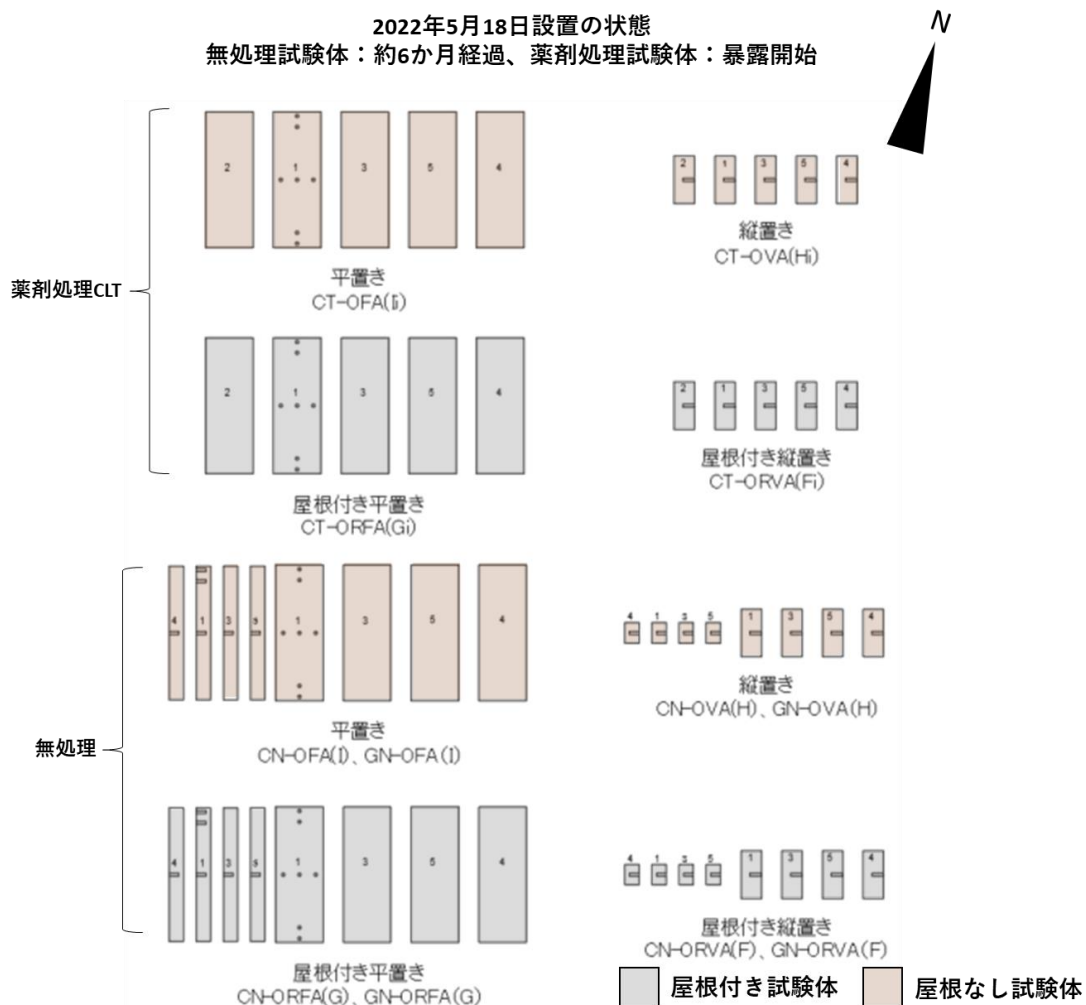 2022年5月18日設置の状態
無処理試験体：約6か月経過、薬剤処理試験体：暴露開始
N
薬剤処理CLT
2 1 3 5 4
平置き
CT-OFA(Ii)
2 1 3 5 4
縦置き
CT-OVA(Hi)
2 1 3 5 4
屋根付き平置き
CT-ORFA(Gi)
2 1 3 5 4
屋根付き縦置き
CT-ORVA(Fi)
無処理
4 1 3 5 1 3 5 4
平置き
CN-OFA(I)、GN-OFA(I)
4 1 3 5 1 3 5 4
縦置き
CN-OVA(H)、GN-OVA(H)
4 1 3 5 1 3 5 4
屋根付き平置き
CN-ORFA(G)、GN-ORFA(G)
4 1 3 5 1 3 5 4
屋根付き縦置き
CN-ORVA(F)、GN-ORVA(F)
屋根付き試験体
屋根なし試験体